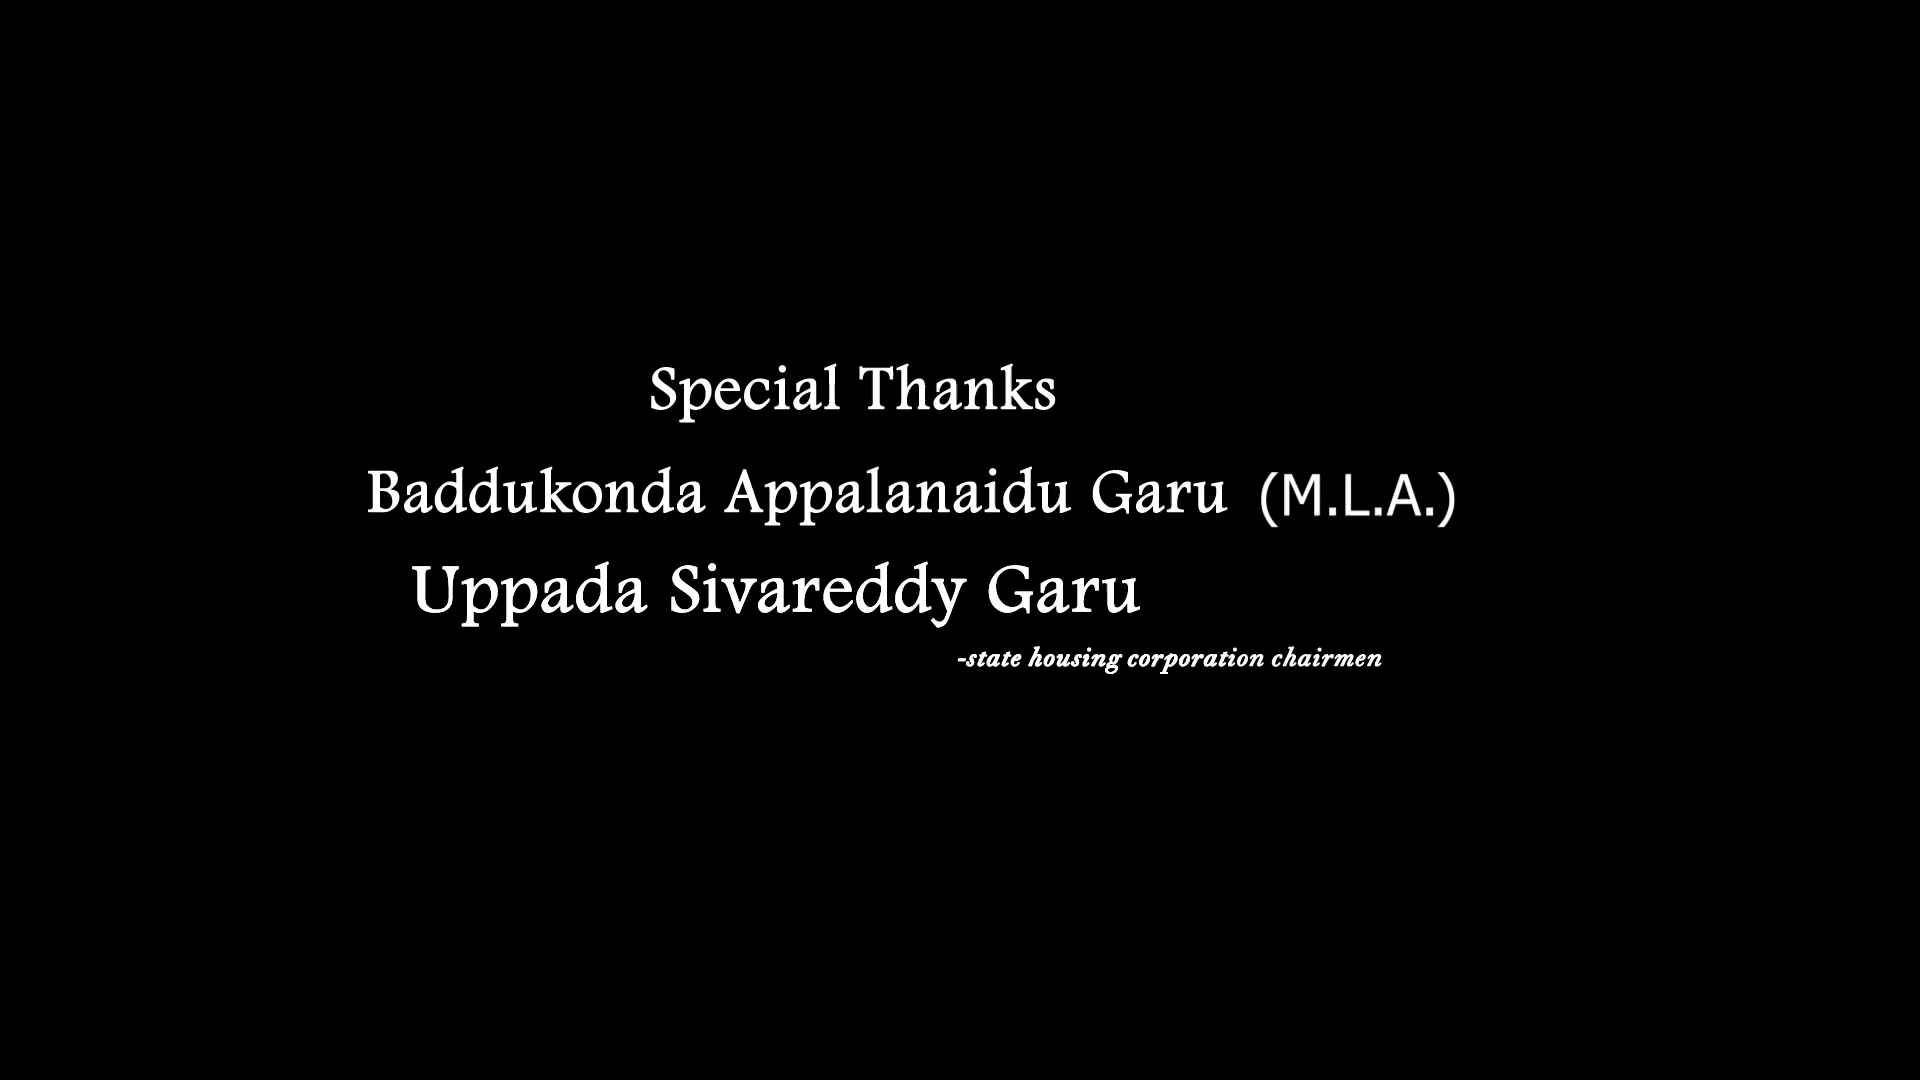 Special Thanks
Baddukonda Appalanaidu Garu (M.L.A.)
Uppada Sivareddy Garu
-state housing corporation chairmen